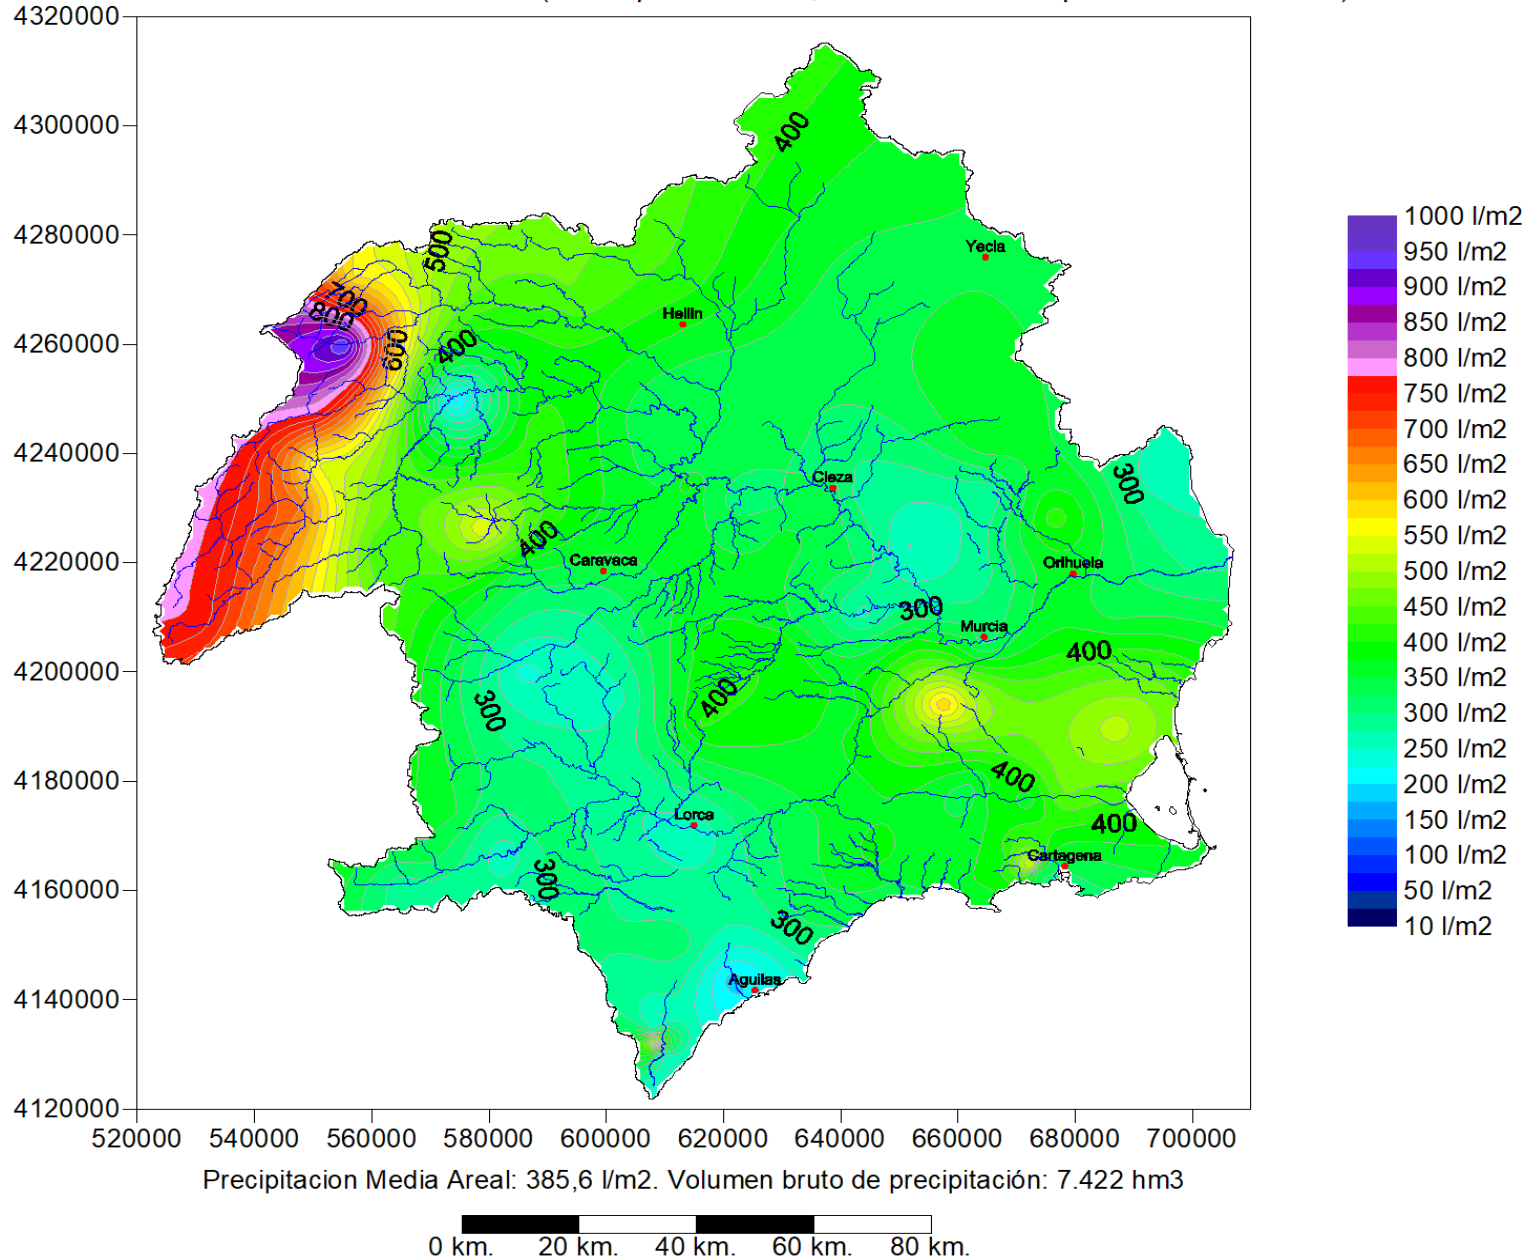 4320000
4300000
4280000
4260000
4240000
4220000
4200000
4180000
4160000
4140000
4120000
520000 540000 560000 580000 600000 620000 640000 660000 680000 700000
400
500
Yecla
700
800
Hellin
600
400
300
Cieza
400
Caravaca
Orihuela
300
Murcia
400
300
400
400
Lorca
400
Cartagena
300
300
Aguilas
1000 l/m2
950 l/m2
900 l/m2
850 l/m2
800 l/m2
750 l/m2
700 l/m2
650 l/m2
600 l/m2
550 l/m2
500 l/m2
450 l/m2
400 l/m2
350 l/m2
300 l/m2
250 l/m2
200 l/m2
150 l/m2
100 l/m2
50 l/m2
10 l/m2
Precipitacion Media Areal: 385,6 l/m2. Volumen bruto de precipitación: 7.422 hm3
0 km. 20 km. 40 km. 60 km. 80 km.